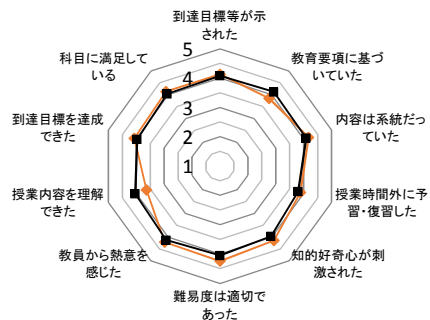 到達目標等が示
された
教育要項に基づ
いていた
内容は系統だっ
ていた
授業時間外に予
習・復習した
知的好奇心が刺
激された
難易度は適切で
あった
教員から熱意を
感じた
授業内容を理解
できた
到達目標を達成
できた
科目に満足して
いる
5
4
3
2
1